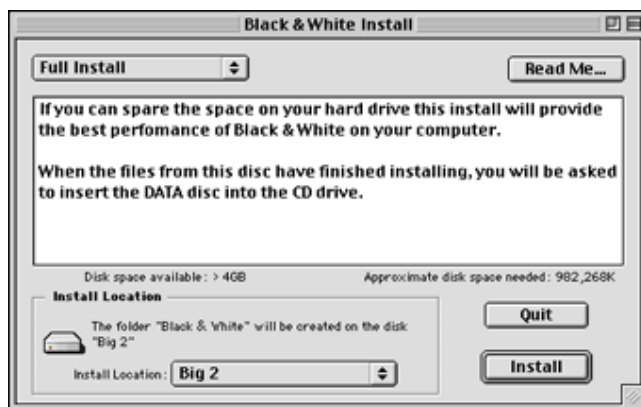 Black & White Install
Full Install
Read Me...
If you can spare the space on your hard drive this install will provide
the best perfomance of Black & White on your computer.
When the files from this disc have finished installing, you will be asked
to insert the DATA disc into the CD drive.
Disk space available: > 4GB
Approximate disk space needed: 982,268K
Install Location
The folder "Black & White" will be created on the disk
"Big 2"
Quit
Install Location: Big 2
Install